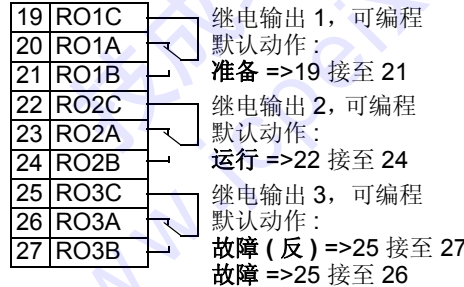 19 RO1C 继电输出 1，可编程
20 RO1A 默认动作 :
21 RO1B 准备 =>19 接至 21
22 RO2C 继电输出 2，可编程
23 RO2A 默认动作 :
24 RO2B 运行 =>22 接至 24
25 RO3C 继电输出 3，可编程
26 RO3A 默认动作 :
27 RO3B 故障 ( 反 ) =>25 接至 27
故障 =>25 接至 26